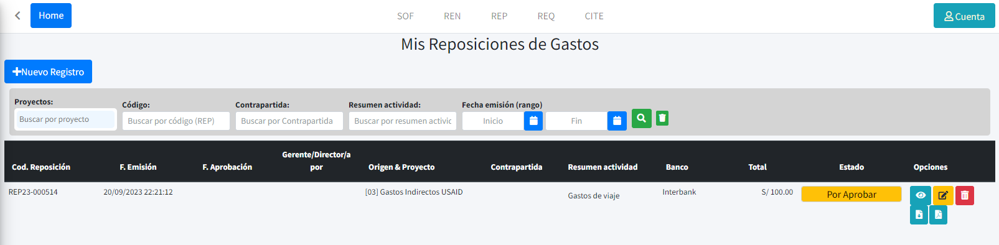 Home
SOF REN REP REQ CITE
Cuenta
Mis Reposiciones de Gastos
Nuevo Registro
Proyectos: Código: Contrapartida: Resumen actividad: Fecha emisión (rango)
Buscar por proyecto Buscar por código (REP) Buscar por Contrapartida Buscar por resumen activic Inicio Fin
Cod. Reposición F. Emisión F. Aprobación Gerente/Director/a
por Origen & Proyecto Contrapartida Resumen actividad Banco Total Estado Opciones
REP23-000514 20/09/2023 22:21:12 [03] Gastos Indirectos USAID Gastos de viaje Interbank S/ 100.00 Por Aprobar